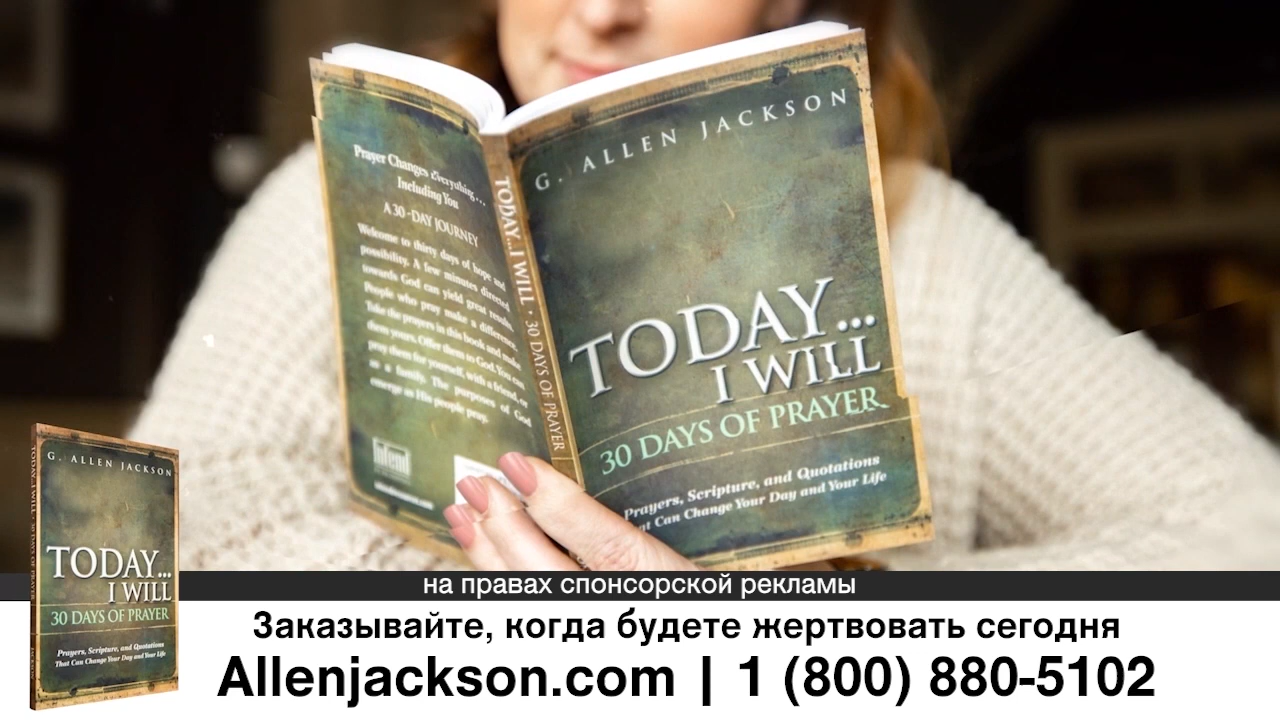 G. ALLEN JACKSON
TODAY...
I WILL
30 DAYS OF PRAYER
Prayers, Scripture, and Quotations
at Can Change Your Day and Your Life
TODAY...I WILL • 30 DAYS OF PRAYER
Prayer Changes Everything...
Including You
A 30-DAY JOURNEY
Welcome to thirty days of hope and
possibility. A few minutes directed
towards God can yield great results.
People who pray make a difference.
Take the prayers in this book and make
them yours. Offer them to God. You can
pray them for yourself, with a friend, or
as a family. The purposes of God
emerge as His people pray.
G. ALLEN JACKSON
TODAY...
I WILL
30 DAYS OF PRAYER
Prayers, Scripture, and Quotations
That Can Change Your Day and Your Life
на правах спонсорской рекламы
Заказывайте, когда будете жертвовать сегодня
Allenjackson.com | 1 (800) 880-5102